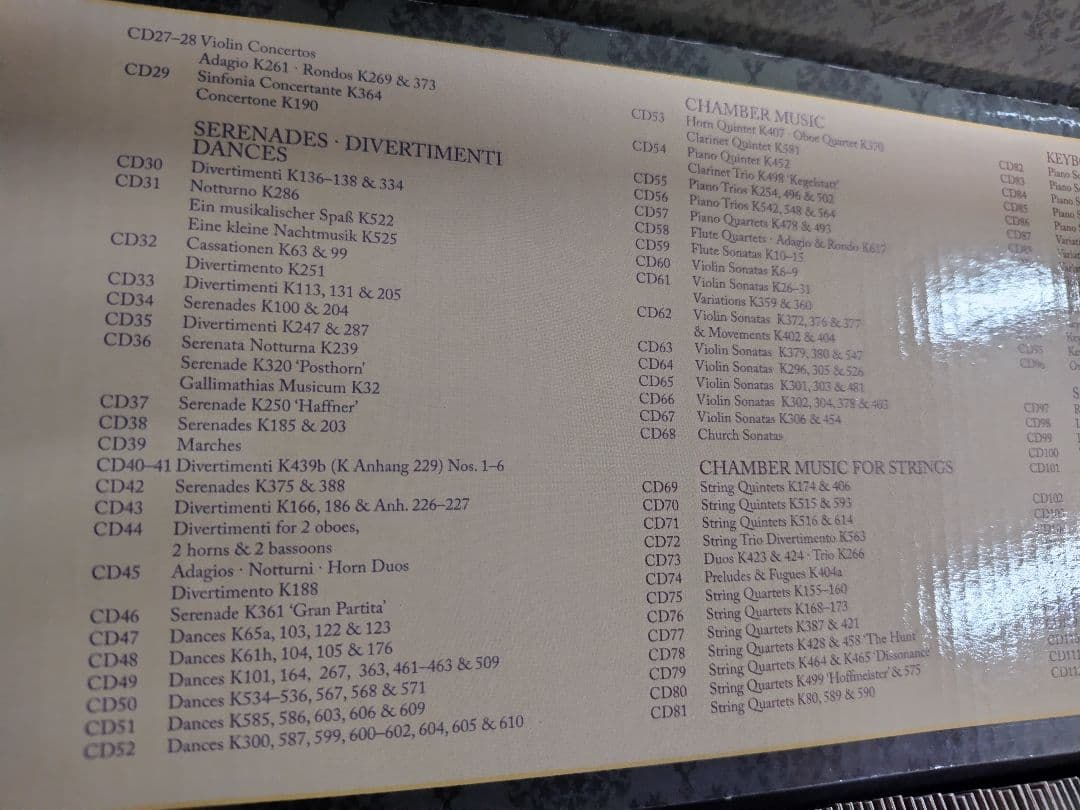 CD27–28 Violin Concertos
Adagio K261 · Rondos K269 & 373
CD29 Sinfonia Concertante K364
Concertone K190
SERENADES · DIVERTIMENTI
DANCES
CD30 Divertimenti K136–138 & 334
CD31 Notturno K286
Ein musikalischer Spaß K522
Eine kleine Nachtmusik K525
CD32 Cassationen K63 & 99
Divertimento K251
CD33 Divertimenti K113, 131 & 205
CD34 Serenades K100 & 204
CD35 Divertimenti K247 & 287
CD36 Serenata Notturna K239
Serenade K320 ‘Posthorn’
Gallimathias Musicum K32
CD37 Serenade K250 ‘Haffner’
CD38 Serenades K185 & 203
CD39 Marches
CD40–41 Divertimenti K439b (K Anhang 229) Nos. 1–6
CD42 Serenades K375 & 388
CD43 Divertimenti K166, 186 & Anh. 226–227
CD44 Divertimenti for 2 oboes,
2 horns & 2 bassoons
CD45 Adagios · Notturni · Horn Duos
Divertimento K188
CD46 Serenade K361 ‘Gran Partita’
CD47 Dances K65a, 103, 122 & 123
CD48 Dances K61h, 104, 105 & 176
CD49 Dances K101, 164, 267, 363, 461–463 & 509
CD50 Dances K534–536, 567, 568 & 571
CD51 Dances K585, 586, 603, 606 & 609
CD52 Dances K300, 587, 599, 600–602, 604, 605 & 610
CHAMBER MUSIC
CD53 Horn Quintet K407 · Oboe Quartet K370
Clarinet Quintet K581
CD54 Piano Quintet K452
Clarinet Trio K498 ‘Kegelstatt’
CD55 Piano Trios K254, 496 & 502
CD56 Piano Trios K542, 548 & 564
CD57 Piano Quartets K478 & 493
CD58 Flute Quartets · Adagio & Rondo K617
CD59 Flute Sonatas K10–15
CD60 Violin Sonatas K6–9
CD61 Violin Sonatas K26–31
Variations K359 & 360
CD62 Violin Sonatas K372, 376 & 377
& Movements K402 & 404
CD63 Violin Sonatas K379, 380 & 547
CD64 Violin Sonatas K296, 305 & 526
CD65 Violin Sonatas K301, 303 & 481
CD66 Violin Sonatas K302, 304, 378 & 403
CD67 Violin Sonatas K306 & 454
CD68 Church Sonatas
CHAMBER MUSIC FOR STRINGS
CD69 String Quintets K174 & 406
CD70 String Quintets K515 & 593
CD71 String Quintets K516 & 614
CD72 String Trio Divertimento K563
CD73 Duos K423 & 424 · Trio K266
CD74 Preludes & Fugues K404a
CD75 String Quartets K155–160
CD76 String Quartets K168–173
CD77 String Quartets K387 & 421
CD78 String Quartets K428 & 458 ‘The Hunt’
CD79 String Quartets K464 & K465 ‘Dissonance’
CD80 String Quartets K499 ‘Hoffmeister’ & 575
CD81 String Quartets K80, 589 & 590
CD82
CD83
CD84
CD85
CD86
CD87
CD97
CD98
CD99
CD100
CD101
CD102